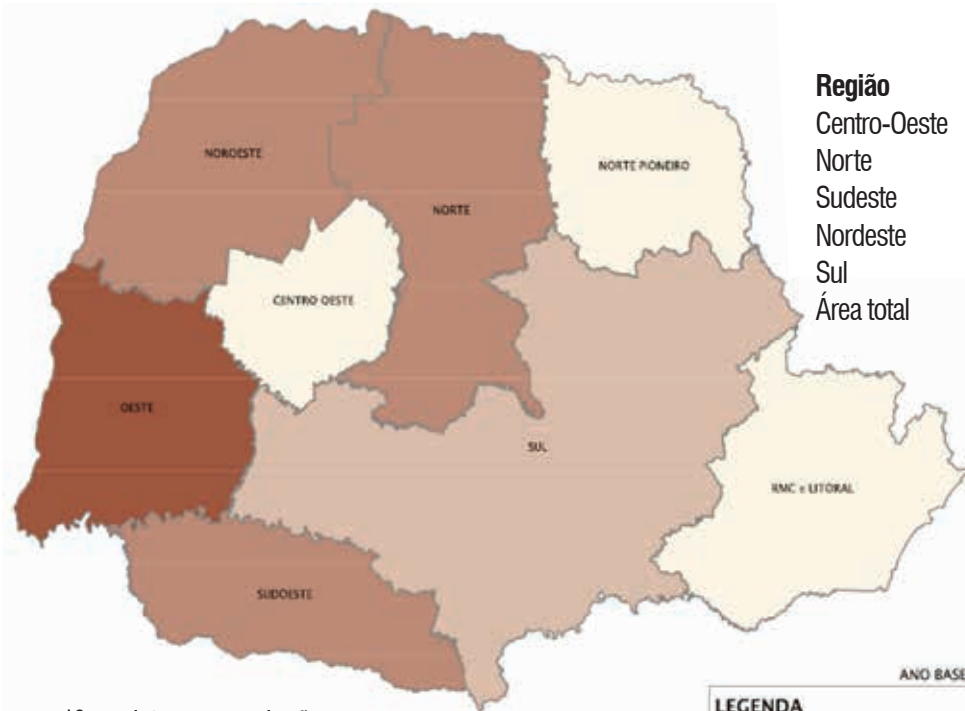 Região
Centro-Oeste
Norte
Sudeste
Nordeste
Sul
Área total
NOROESTE
NORTE PIONEIRO
NORTE
CENTRO OESTE
OESTE
SUL
RMC e LITORAL
SUDOESTE
ANO BASE
LEGENDA